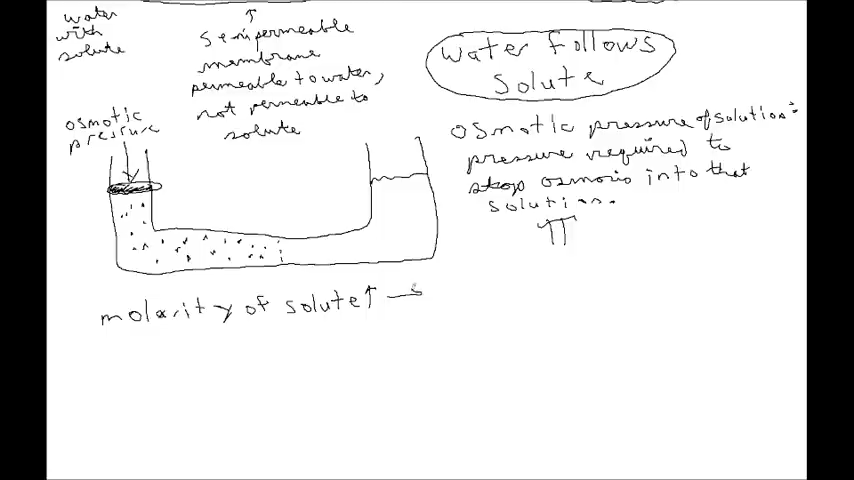 water
with
solute
semipermeable
membrane
permeable to water,
not permeable to
solute
water follows
solute
osmotic
pressure
osmotic pressure of solution:
pressure required to
stop osmosis into that
solution.
π
molarity of solute ↑ →